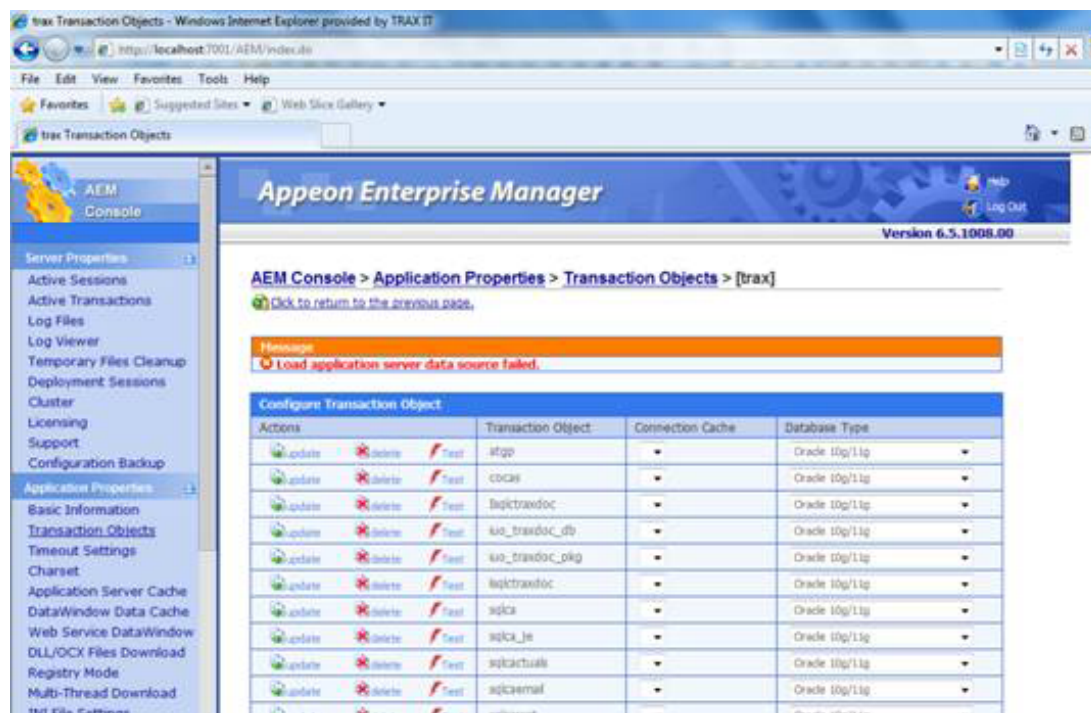 trax Transaction Objects - Windows Internet Explorer provided by TRAX IT
http://localhost:7001/AEM/index.do
File Edit View Favorites Tools Help
Favorites Suggested Sites Web Slice Gallery
trax Transaction Objects
AEM
Console
Appeon Enterprise Manager
Help
Log Out
Version 6.5.1008.00
Server Properties
Active Sessions
Active Transactions
Log Files
Log Viewer
Temporary Files Cleanup
Deployment Sessions
Cluster
Licensing
Support
Configuration Backup
Application Properties
Basic Information
Transaction Objects
Timeout Settings
Charset
Application Server Cache
DataWindow Data Cache
Web Service DataWindow
DLL/OCX Files Download
Registry Mode
Multi-Thread Download
INI File Settings
AEM Console > Application Properties > Transaction Objects > [trax]
Click to return to the previous page.
Message
Load application server data source failed.
Configure Transaction Object
Actions Transaction Object Connection Cache Database Type
update delete Test atgp Oracle 10g/11g
update delete Test cocas Oracle 10g/11g
update delete Test Oracle 10g/11g
update delete Test iuo_traxdoc_db Oracle 10g/11g
update delete Test iuo_traxdoc_pkg Oracle 10g/11g
update delete Test Oracle 10g/11g
update delete Test sqlca Oracle 10g/11g
update delete Test sqlca_je Oracle 10g/11g
update delete Test sqlcactuals Oracle 10g/11g
update delete Test sqlcaemail Oracle 10g/11g